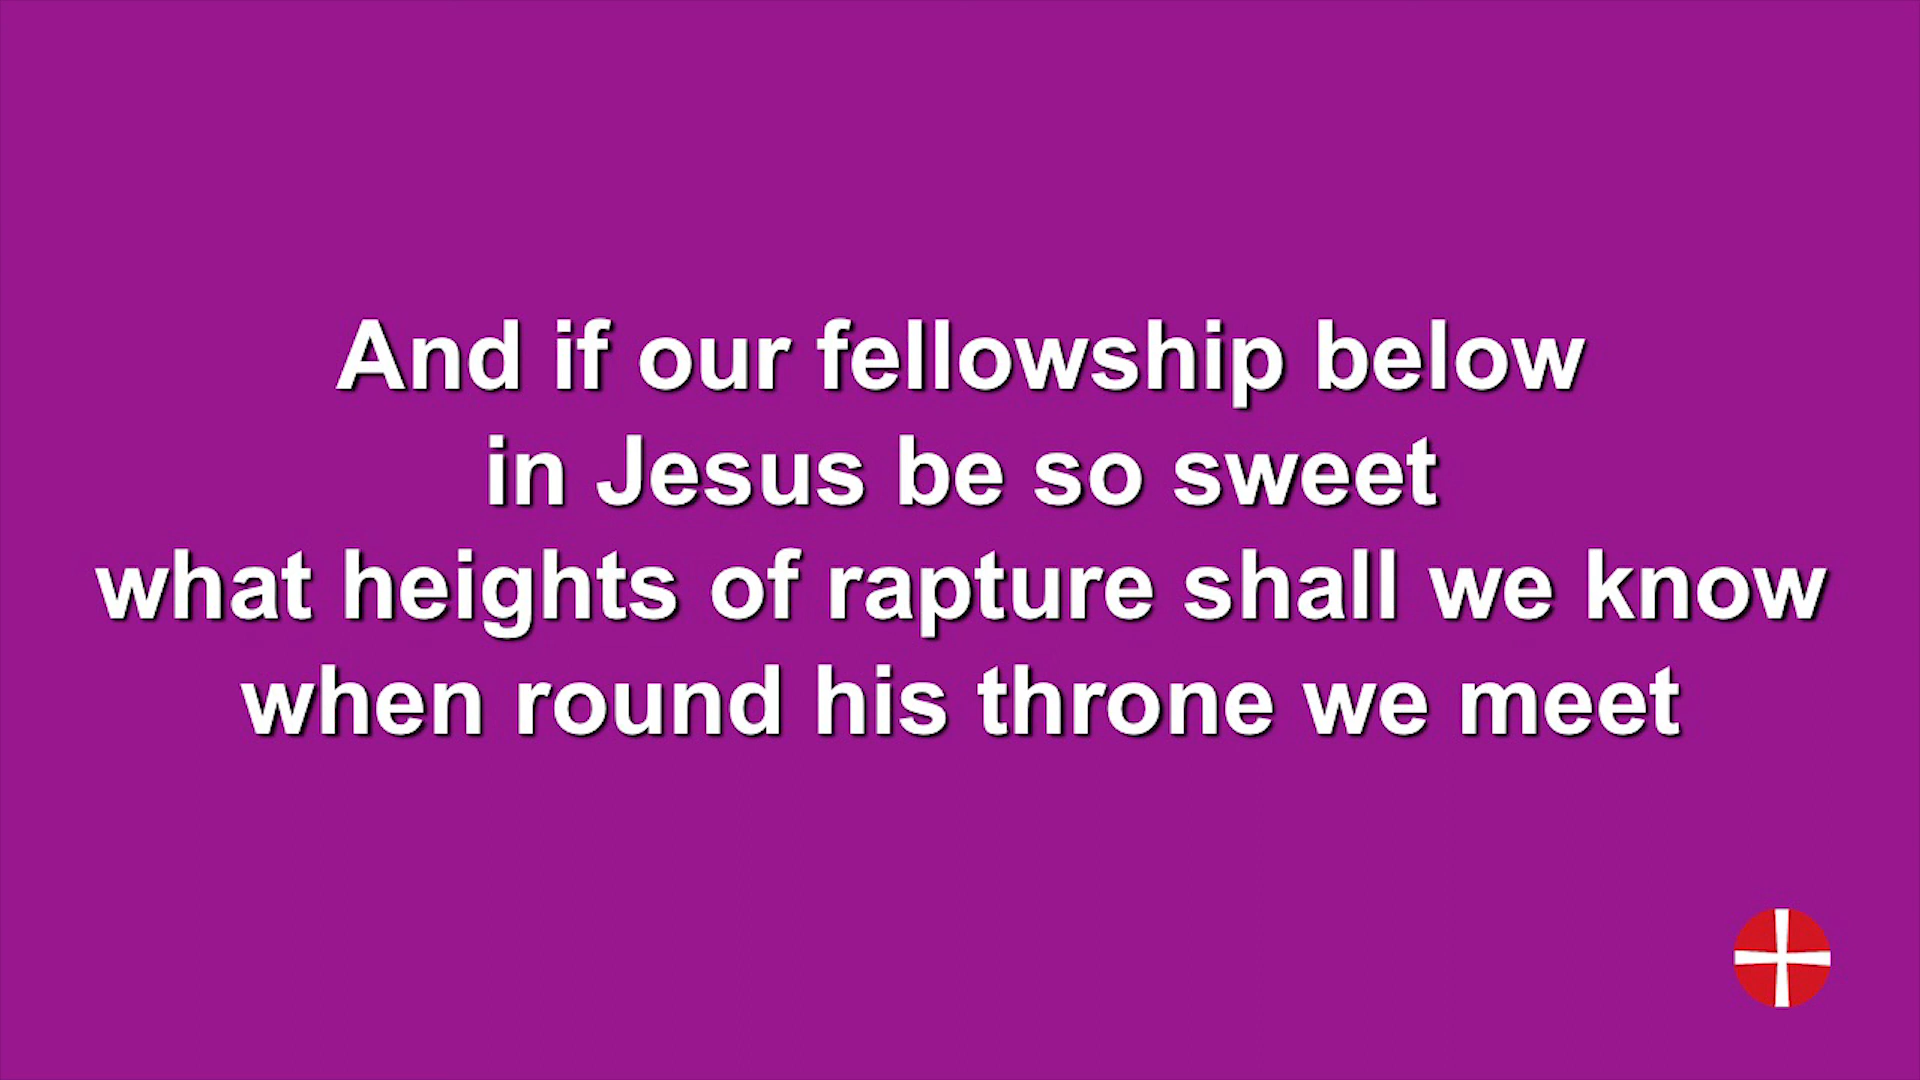 And if our fellowship below
in Jesus be so sweet
what heights of rapture shall we know
when round his throne we meet